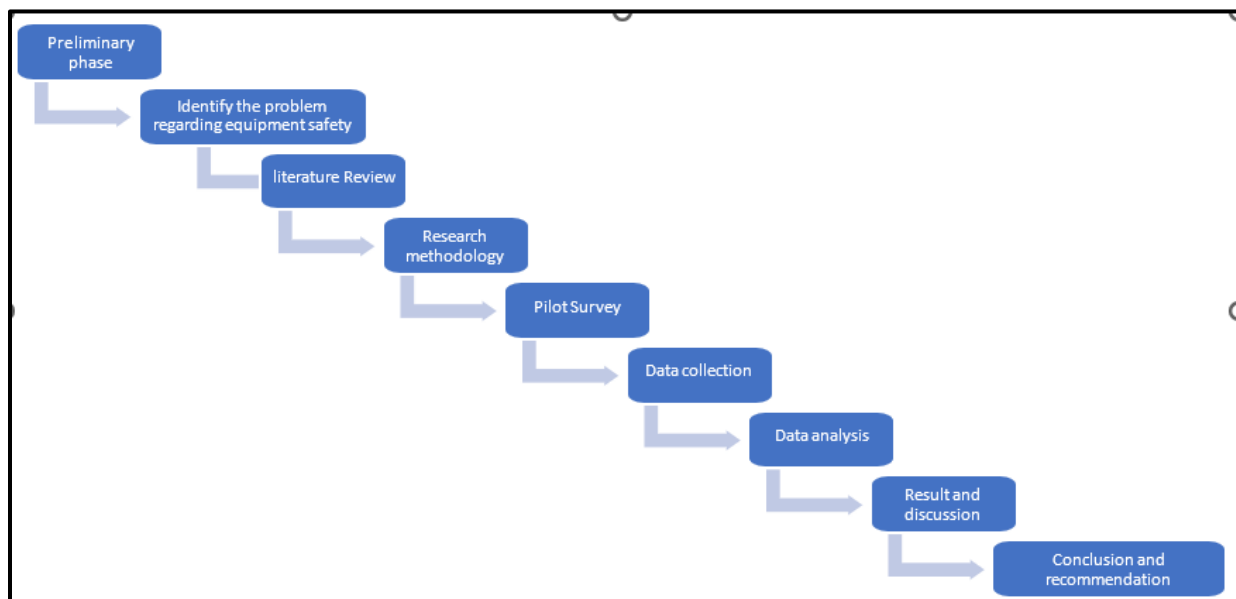 Preliminary
phase
Identify the problem
regarding equipment safety
literature Review
Research
methodology
Pilot Survey
Data collection
Data analysis
Result and
discussion
Conclusion and
recommendation